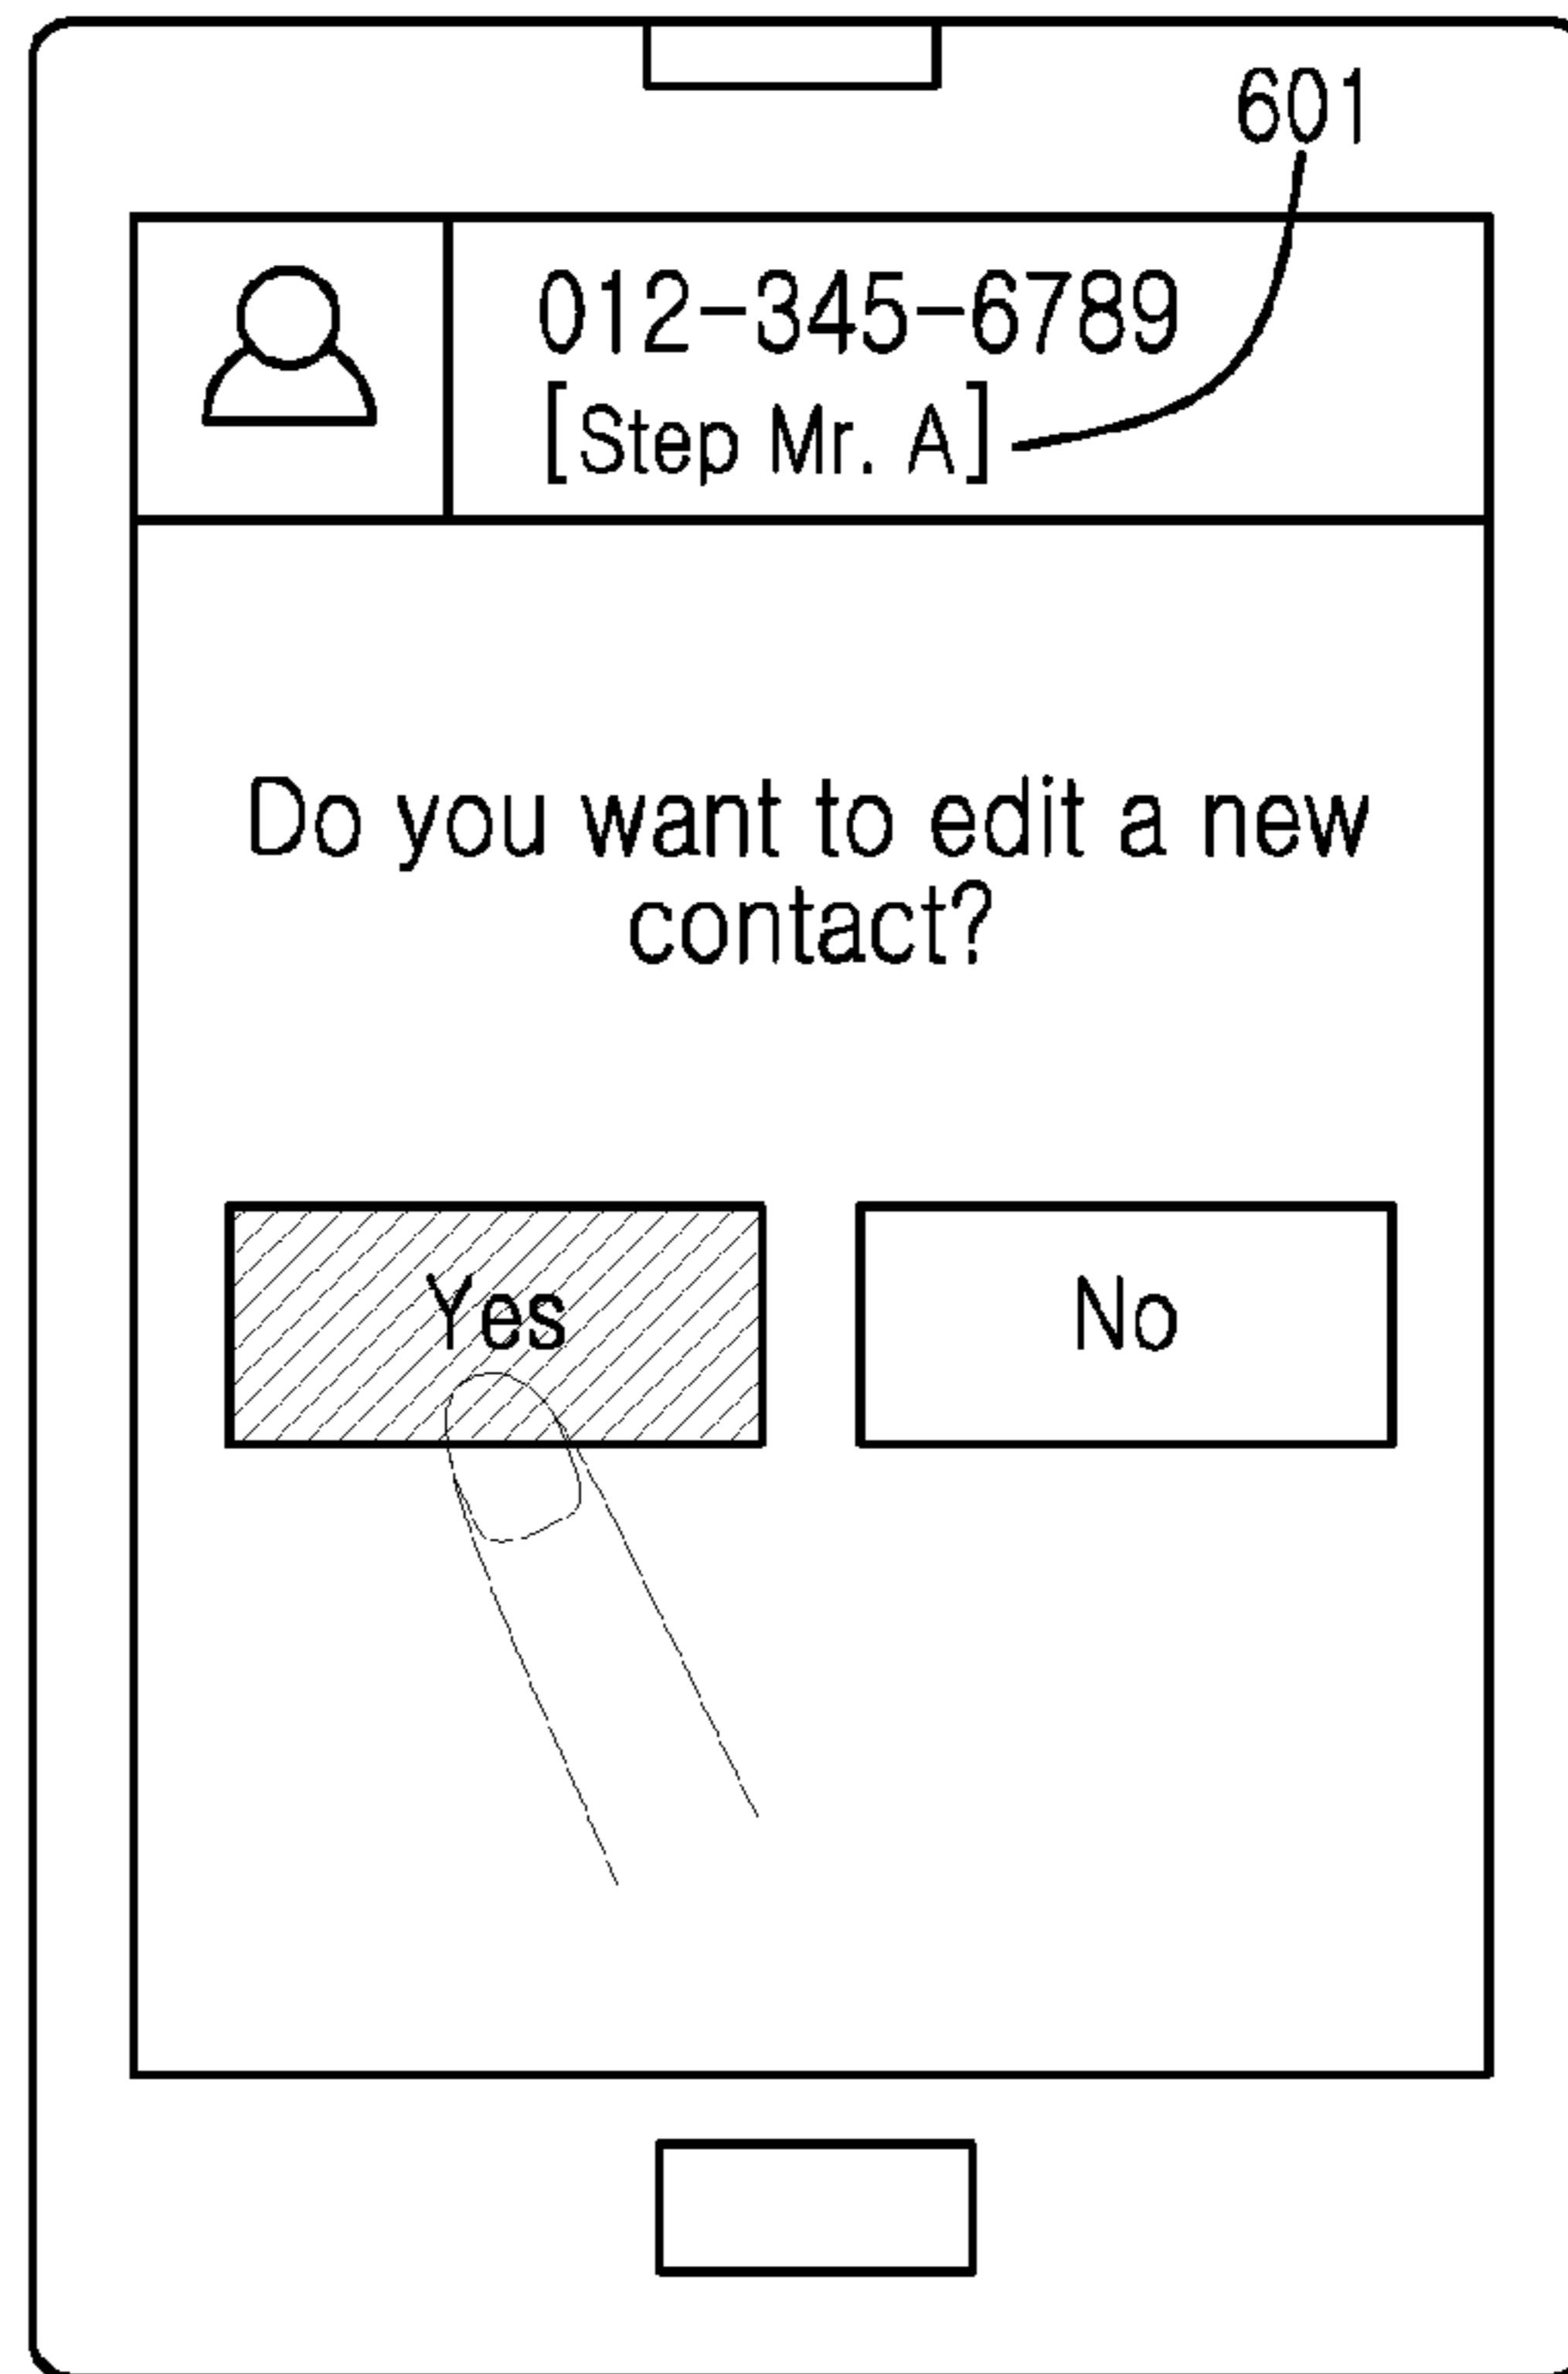 601
012-345-6789
[Step Mr. A]
Do you want to edit a new
contact?
Yes
No